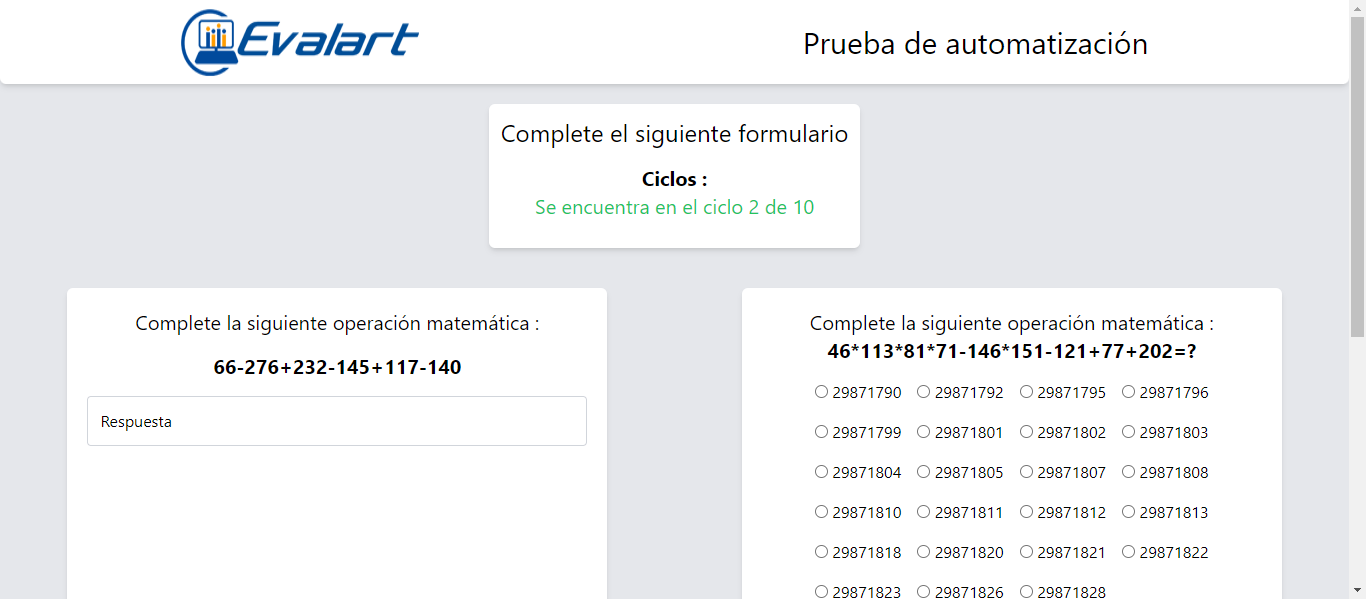 Evalart
Prueba de automatización
Complete el siguiente formulario
Ciclos :
Se encuentra en el ciclo 2 de 10
Complete la siguiente operación matemática :
66-276+232-145+117-140
Respuesta
Complete la siguiente operación matemática :
46*113*81*71-146*151-121+77+202=?
29871790 29871792 29871795 29871796
29871799 29871801 29871802 29871803
29871804 29871805 29871807 29871808
29871810 29871811 29871812 29871813
29871818 29871820 29871821 29871822
29871823 29871826 29871828